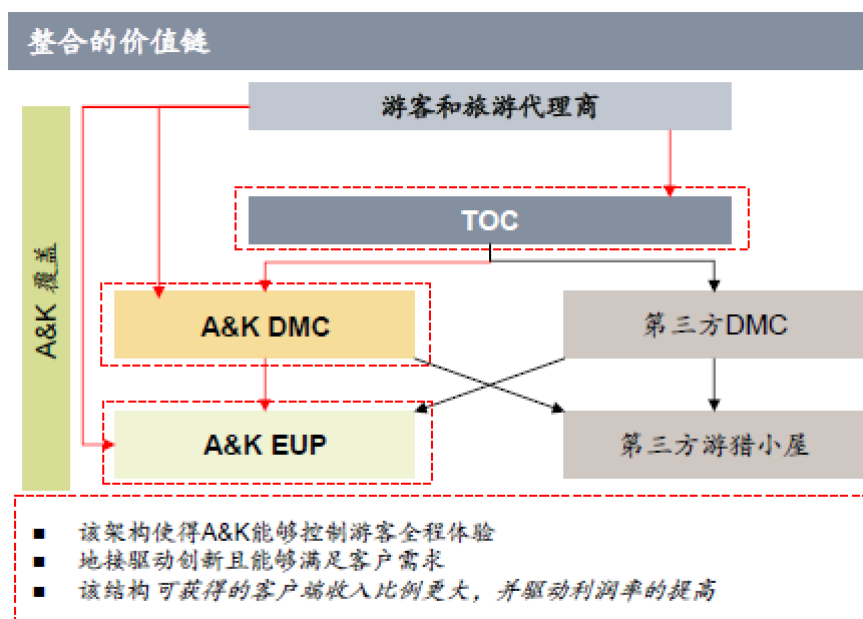 整合的价值链
游客和旅游代理商
TOC
A&K 覆盖
A&K DMC
第三方DMC
A&K EUP
第三方游猎小屋
■ 该架构使得A&K能够控制游客全程体验
■ 地接驱动创新且能够满足客户需求
■ 该结构可获得的客户端收入比例更大，并驱动利润率的提高